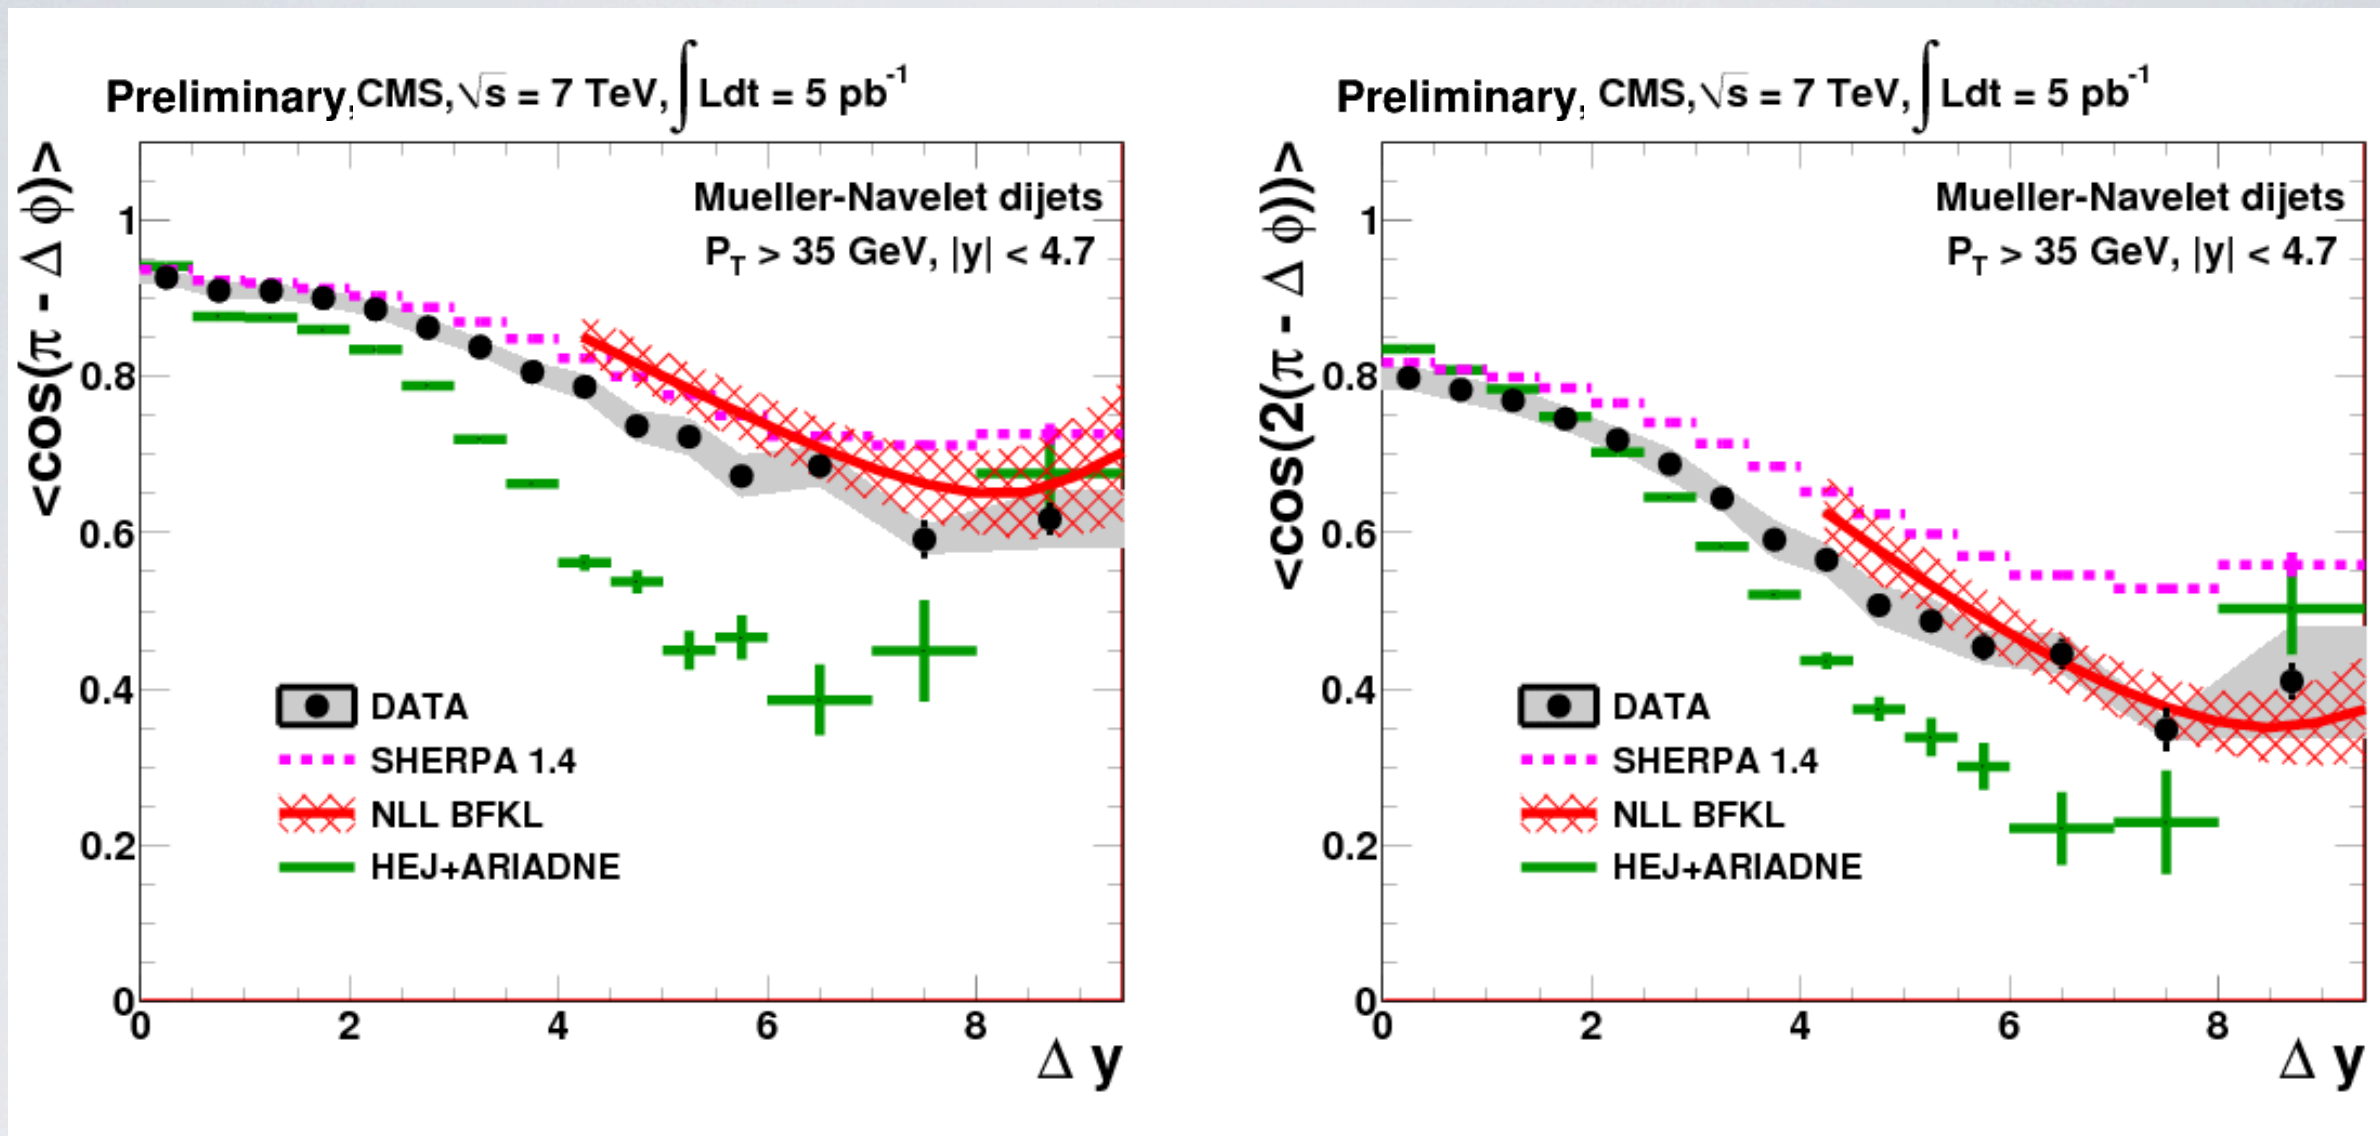 Preliminary, CMS, √s = 7 TeV, ∫Ldt = 5 pb⁻¹
<cos(π - Δ ϕ)>
Mueller-Navelet dijets
P_T > 35 GeV, |y| < 4.7
1
0.8
0.6
0.4
0.2
0
DATA
SHERPA 1.4
NLL BFKL
HEJ+ARIADNE
0 2 4 6 8
Δ y
Preliminary, CMS, √s = 7 TeV, ∫Ldt = 5 pb⁻¹
<cos(2(π - Δ ϕ))>
Mueller-Navelet dijets
P_T > 35 GeV, |y| < 4.7
1
0.8
0.6
0.4
0.2
0
DATA
SHERPA 1.4
NLL BFKL
HEJ+ARIADNE
0 2 4 6 8
Δ y